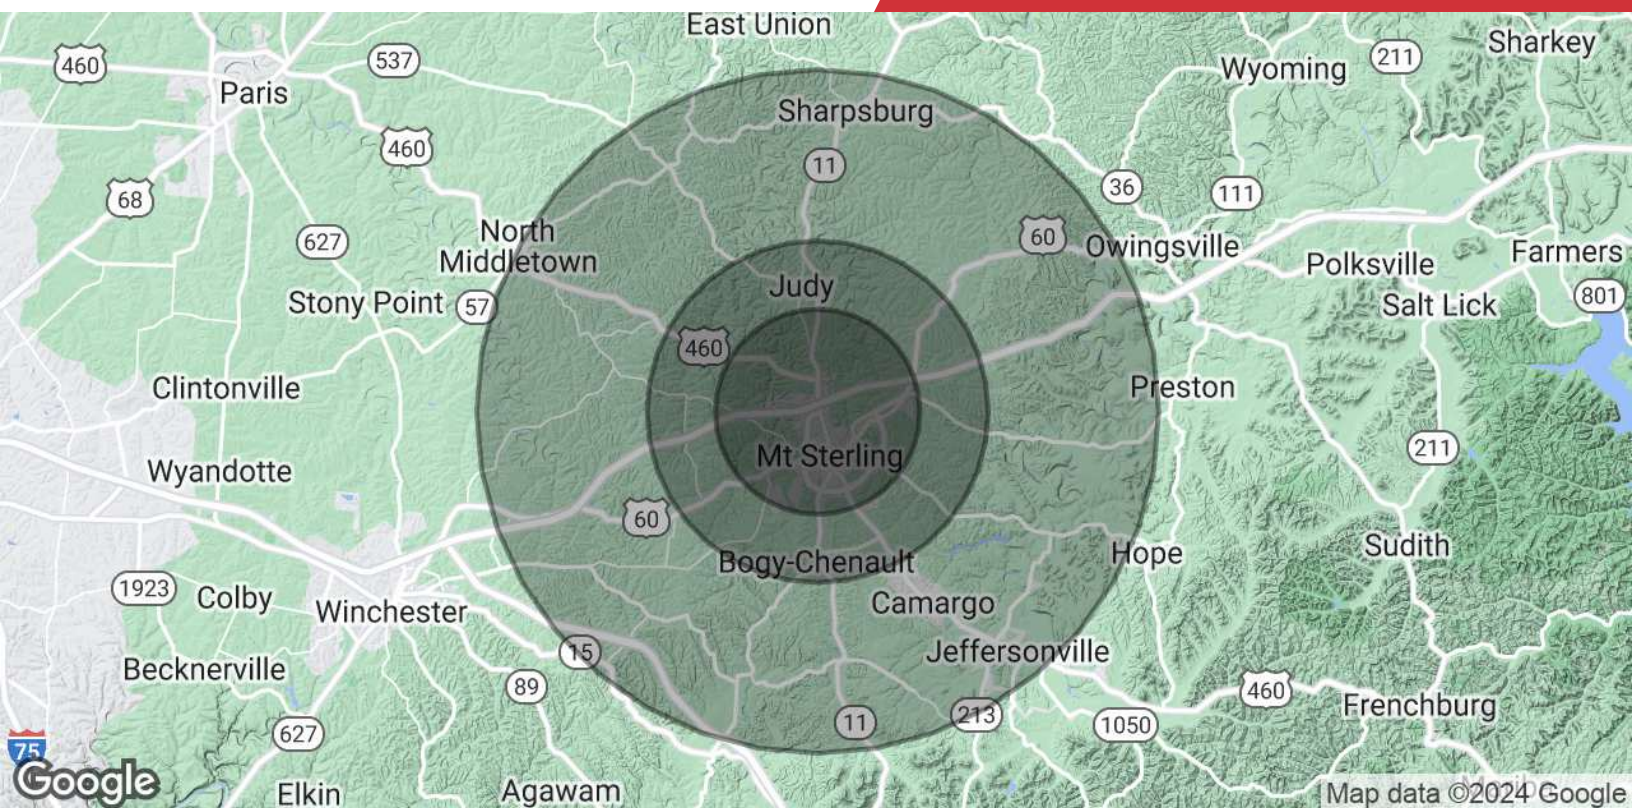 East Union
Sharkey
211
537
460
Wyoming
Paris
Sharpsburg
460
11
36
111
68
North
Middletown
60
627
Owingsville
Farmers
Polksville
Judy
801
Stony Point
57
Salt Lick
460
Clintonville
Preston
211
Mt Sterling
Wyandotte
60
Sudith
Hope
Bogy-Chenault
1923
Colby
Camargo
Winchester
15
Jeffersonville
Becknerville
89
460
Frenchburg
213
11
1050
627
75
Google
Elkin
Agawam
Map data ©2024 Google